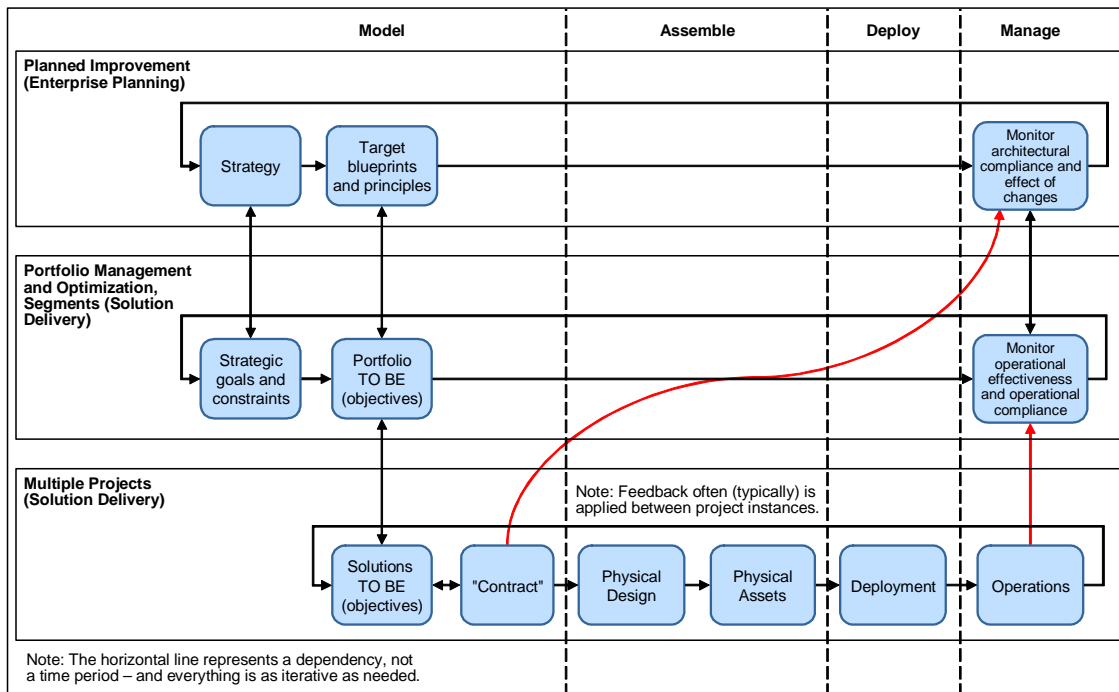 Model
Assemble
Deploy
Manage
Planned Improvement
(Enterprise Planning)
Strategy
Target
blueprints
and principles
Monitor
architectural
compliance and
effect of
changes
Portfolio Management
and Optimization,
Segments (Solution
Delivery)
Strategic
goals and
constraints
Portfolio
TO BE
(objectives)
Monitor
operational
effectiveness
and operational
compliance
Multiple Projects
(Solution Delivery)
Note: Feedback often (typically) is
applied between project instances.
Solutions
TO BE
(objectives)
"Contract"
Physical
Design
Physical
Assets
Deployment
Operations
Note: The horizontal line represents a dependency, not
a time period – and everything is as iterative as needed.